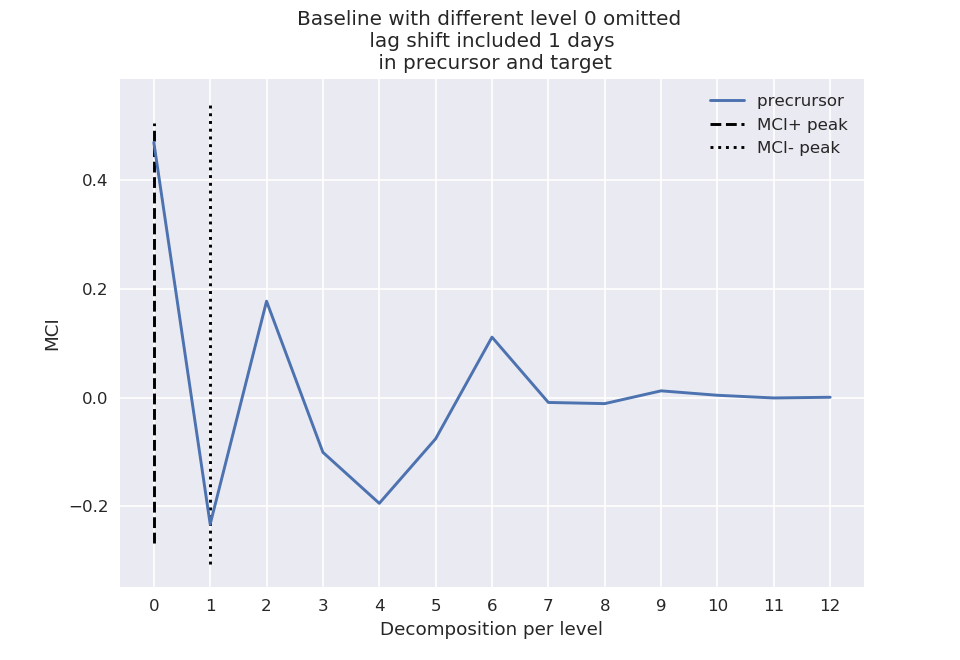 Baseline with different level 0 omitted
lag shift included 1 days
in precursor and target
precrursor
MCI+ peak
MCI- peak
0.4
0.2
0.0
−0.2
MCI
0 1 2 3 4 5 6 7 8 9 10 11 12
Decomposition per level